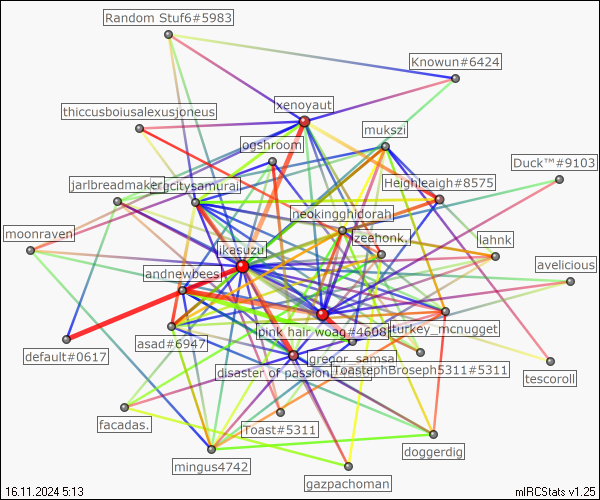 Random Stuf6#5983
Knowun#6424
xenoyaut
thiccusboiusalexusjoneus
mukszi
ogshroom
Duck™#9103
jarlbreadmaker
rgcitysamurai
Heighleaigh#8575
neokingghidorah
moonraven
zeehonk,
lahnk
ikasuzu
andnewbees
avelicious
pink hair woag#4608
turkey_mcnugget
asad#6947
default#0617
gregor_samsa
disaster of passion
ToastephBroseph5311#5311
tescoroll
facadas.
Toast#5311
doggerdig
mingus4742
gazpachoman
16.11.2024 5:13
mIRCStats v1.25